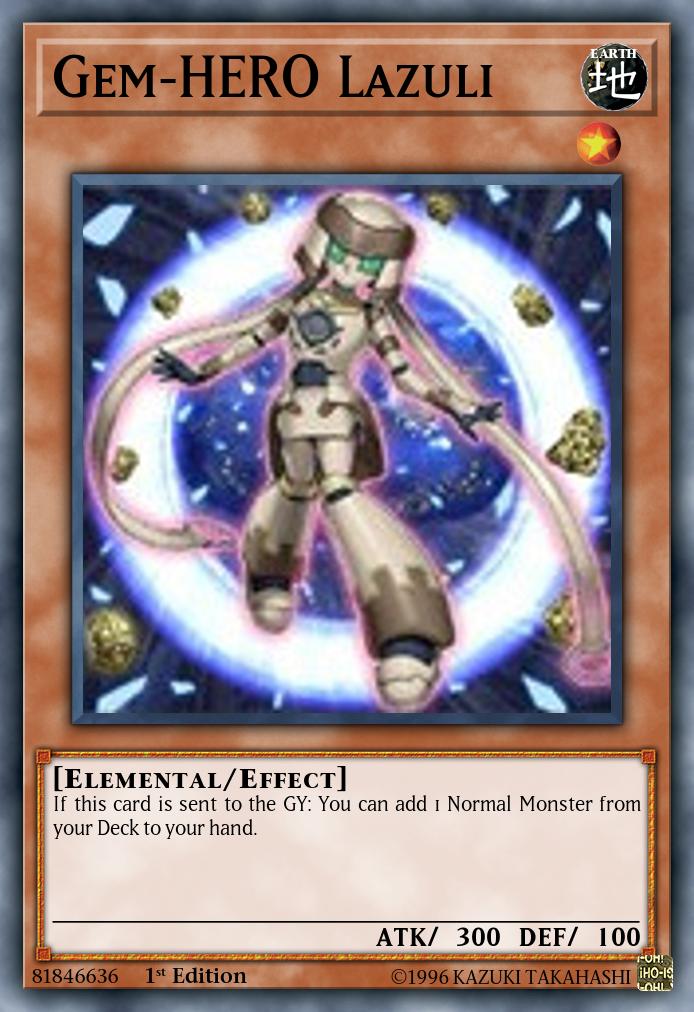 GEM-HERO LAZULI
EARTH
地
[ELEMENTAL/EFFECT]
If this card is sent to the GY: You can add 1 Normal Monster from
your Deck to your hand.
ATK/ 300 DEF/ 100
81846636 1st Edition ©1996 KAZUKI TAKAHASHI